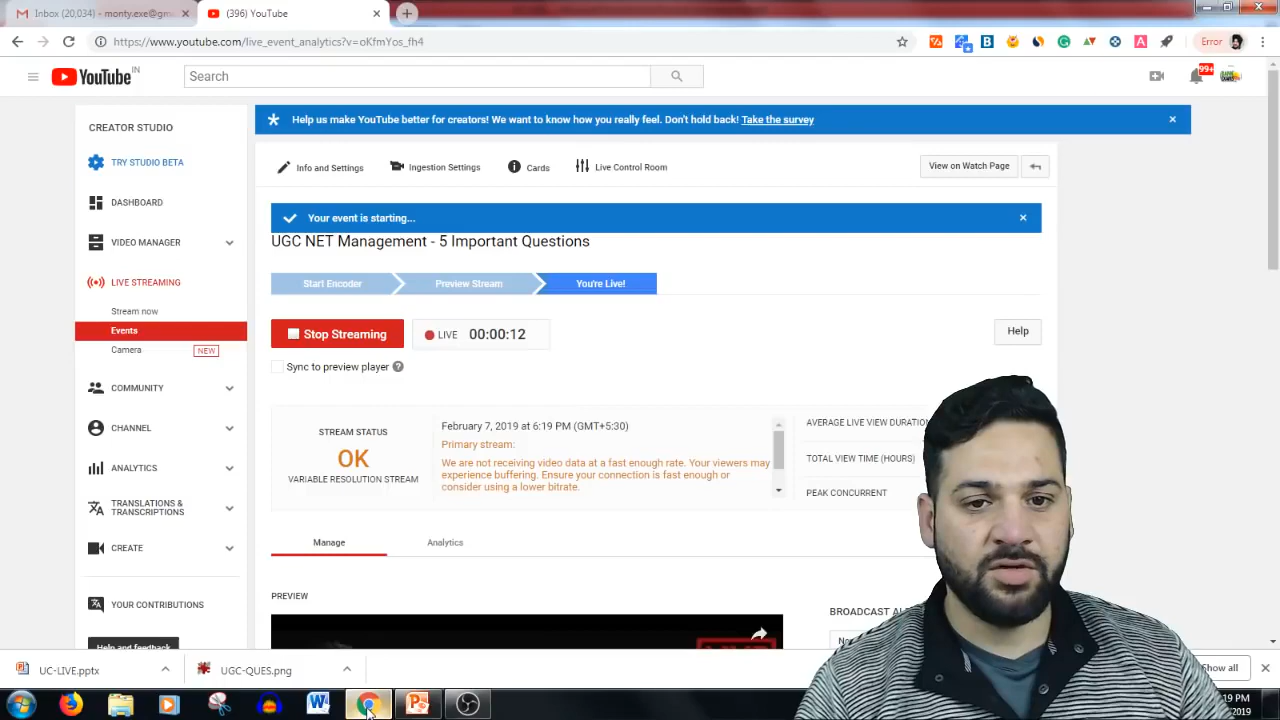 Inbox (20,034) - monty.exe@gm
(396) YouTube
https://www.youtube.com/live_event_analytics?v=oKfmYos_fh4
Error
YouTube IN
Search
99+
CREATOR STUDIO
TRY STUDIO BETA
DASHBOARD
VIDEO MANAGER
LIVE STREAMING
Stream now
Events
Camera NEW
COMMUNITY
CHANNEL
ANALYTICS
TRANSLATIONS &
TRANSCRIPTIONS
CREATE
YOUR CONTRIBUTIONS
Help and feedback
Help us make YouTube better for creators! We want to know how you really feel. Don't hold back! Take the survey
Info and Settings
Ingestion Settings
Cards
Live Control Room
View on Watch Page
Your event is starting...
UGC NET Management - 5 Important Questions
Start Encoder
Preview Stream
You're Live!
Stop Streaming
LIVE 00:00:12
Help
Sync to preview player
STREAM STATUS
OK
VARIABLE RESOLUTION STREAM
February 7, 2019 at 6:19 PM (GMT+5:30)
Primary stream:
We are not receiving video data at a fast enough rate. Your viewers may
experience buffering. Ensure your connection is fast enough or
consider using a lower bitrate.
AVERAGE LIVE VIEW DURATIO
TOTAL VIEW TIME (HOURS)
PEAK CONCURRENT
Manage
Analytics
PREVIEW
BROADCAST
UC-LIVE.pptx
UGC-QUES.png
Show all
19 PM
2019